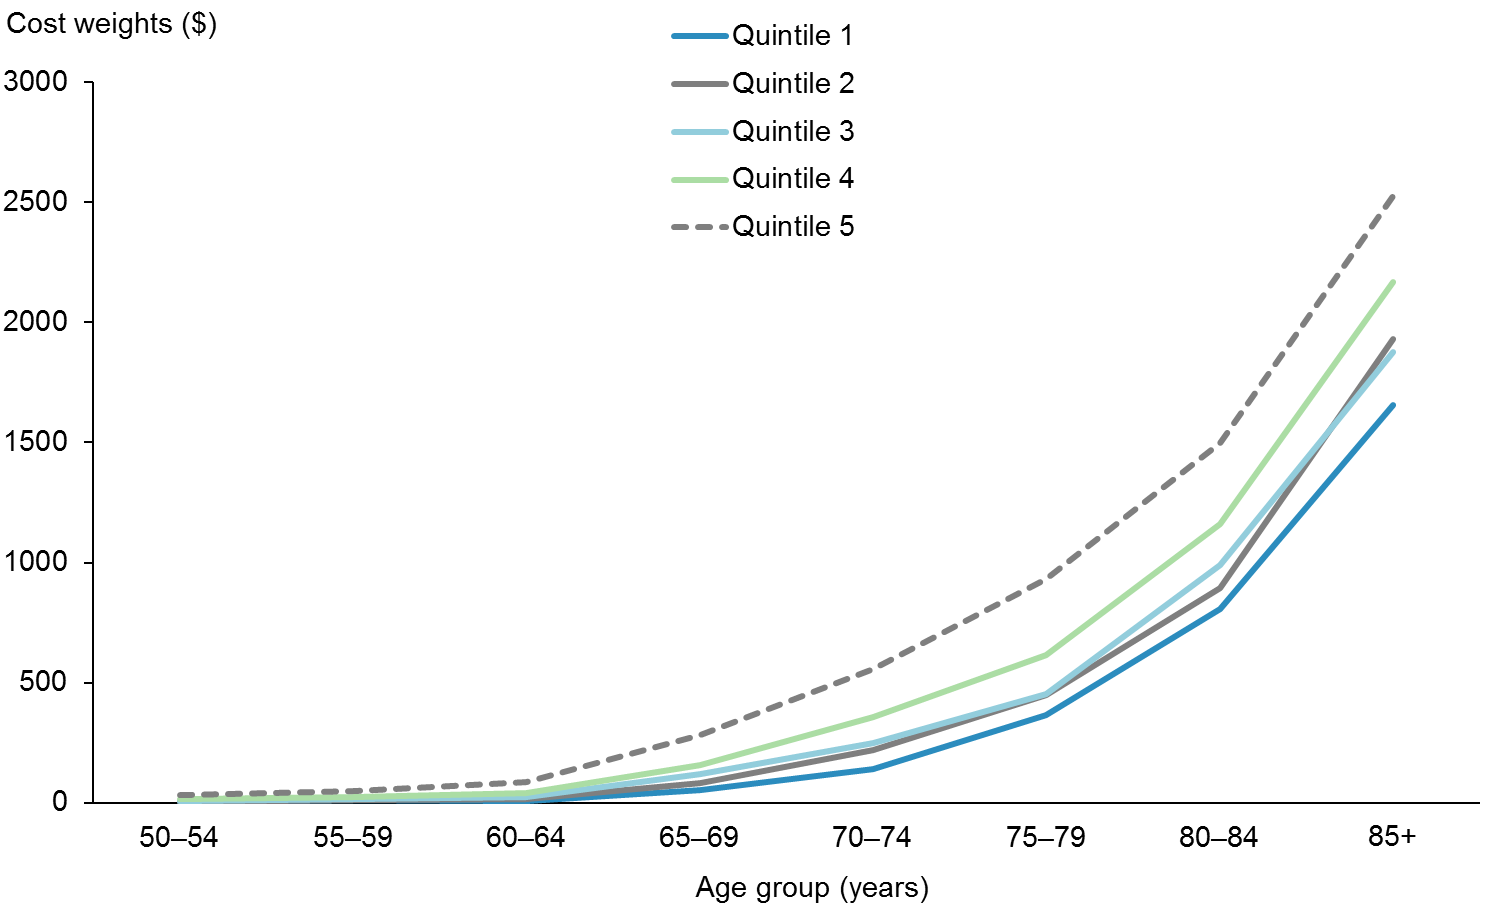 Cost weights ($)
Quintile 1
Quintile 2
Quintile 3
Quintile 4
Quintile 5
3000
2500
2000
1500
1000
500
0
50–54 55–59 60–64 65–69 70–74 75–79 80–84 85+
Age group (years)